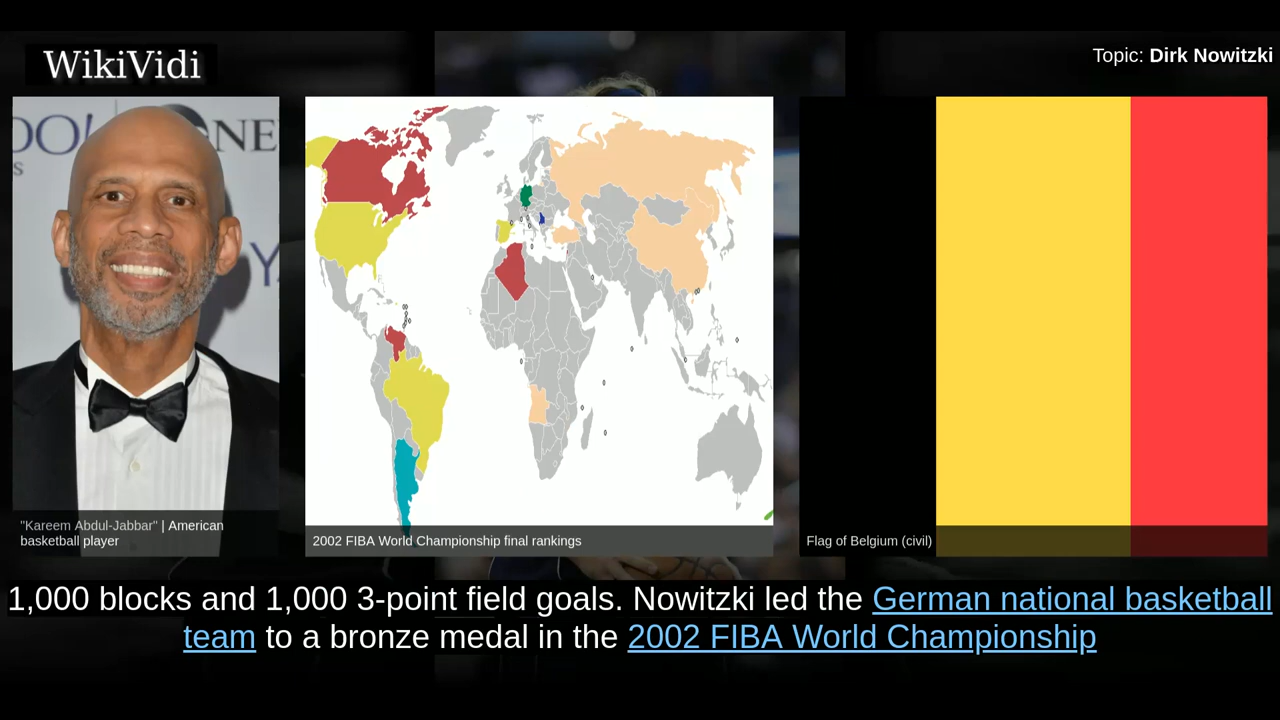 WikiVidi
Topic: Dirk Nowitzki
OO!
NE
s
Y
"Kareem Abdul-Jabbar" | American
basketball player
2002 FIBA World Championship final rankings
Flag of Belgium (civil)
1,000 blocks and 1,000 3-point field goals. Nowitzki led the German national basketball
team to a bronze medal in the 2002 FIBA World Championship